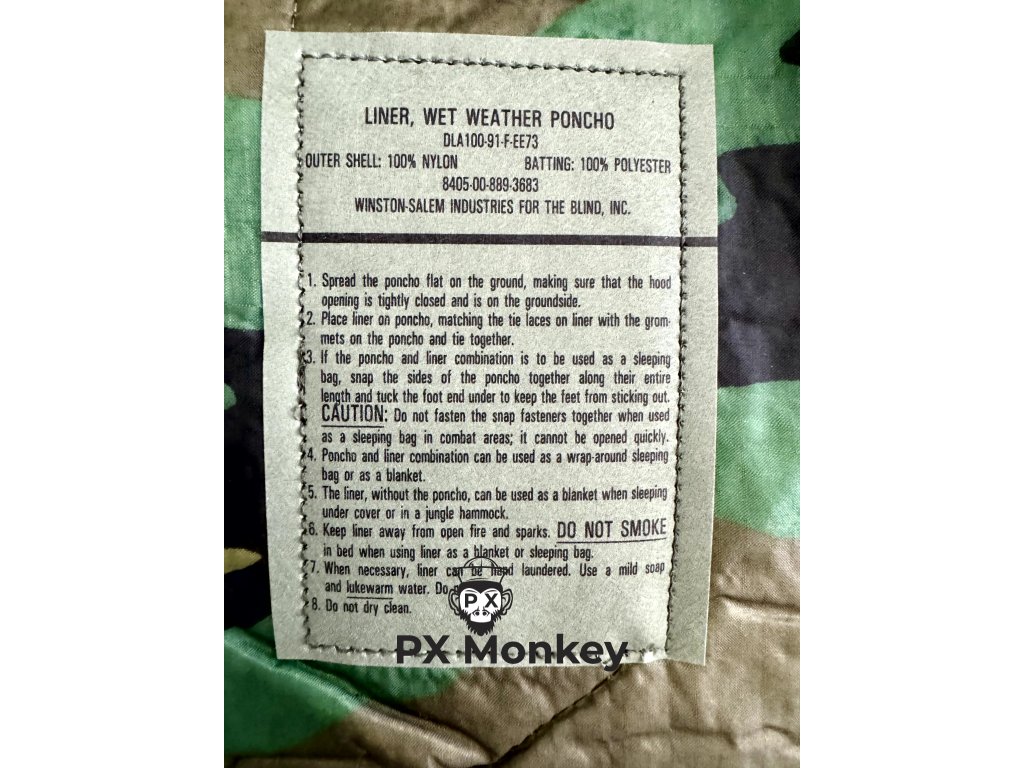 LINER, WET WEATHER PONCHO
DLA100-91-F-EE73
OUTER SHELL: 100% NYLON BATTING: 100% POLYESTER
8405-00-889-3683
WINSTON-SALEM INDUSTRIES FOR THE BLIND, INC.
1. Spread the poncho flat on the ground, making sure that the hood
opening is tightly closed and is on the groundside.
2. Place liner on poncho, matching the tie laces on liner with the grom-
mets on the poncho and tie together.
3. If the poncho and liner combination is to be used as a sleeping
bag, snap the sides of the poncho together along their entire
length and tuck the foot end under to keep the feet from sticking out.
CAUTION: Do not fasten the snap fasteners together when used
as a sleeping bag in combat areas; it cannot be opened quickly.
4. Poncho and liner combination can be used as a wrap-around sleeping
bag or as a blanket.
5. The liner, without the poncho, can be used as a blanket when sleeping
under cover or in a jungle hammock.
6. Keep liner away from open fire and sparks. DO NOT SMOKE
in bed when using liner as a blanket or sleeping bag.
7. When necessary, liner can be hand laundered. Use a mild soap
and lukewarm water. Do
8. Do not dry clean.
PX
PX Monkey